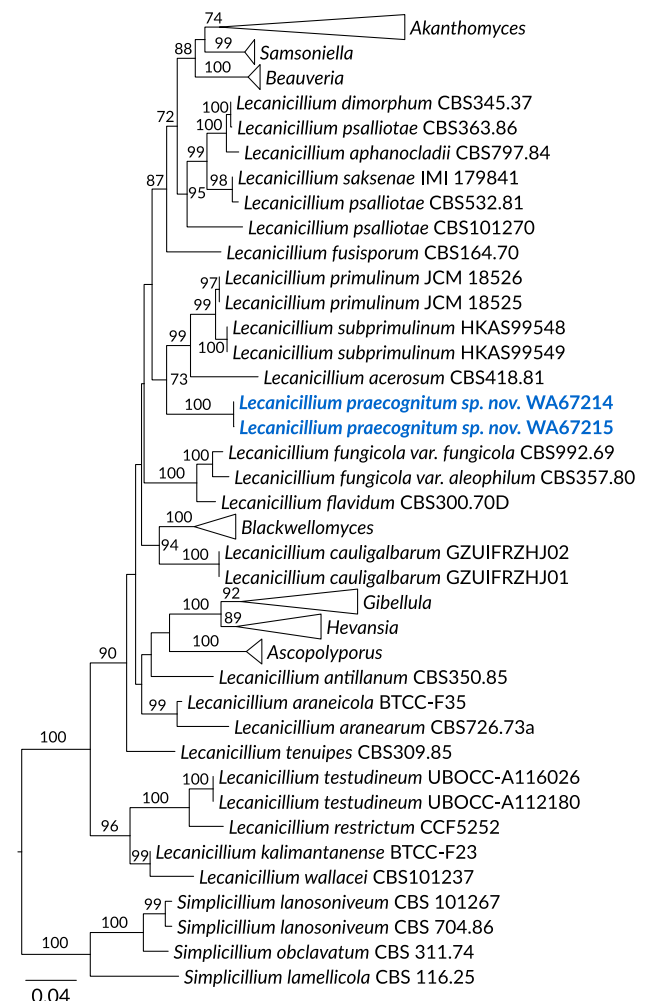 74
Akanthomyces
88
99
Samsoniella
100
Beauveria
100 Lecanicillium dimorphum CBS345.37
72
100
Lecanicillium psalliotae CBS363.86
99
Lecanicillium aphanocladii CBS797.84
87
98 Lecanicillium saksenae IMI 179841
95
Lecanicillium psalliotae CBS532.81
Lecanicillium psalliotae CBS101270
Lecanicillium fusisporum CBS164.70
97 Lecanicillium primulinum JCM 18526
99
Lecanicillium primulinum JCM 18525
99
Lecanicillium subprimulinum HKAS99548
100
Lecanicillium subprimulinum HKAS99549
73
Lecanicillium acerosum CBS418.81
100
Lecanicillium praecognitum sp. nov. WA67214
Lecanicillium praecognitum sp. nov. WA67215
100 Lecanicillium fungicola var. fungicola CBS992.69
100
Lecanicillium fungicola var. aleophilum CBS357.80
Lecanicillium flavidum CBS300.70D
100
Blackwellomyces
94
100
Lecanicillium cauligalbarum GZUIFRZHJ02
Lecanicillium cauligalbarum GZUIFRZHJ01
92
100
Gibellula
89
Hevansia
100
Ascopolyporus
90
Lecanicillium antillanum CBS350.85
99
Lecanicillium araneicola BTCC-F35
Lecanicillium aranearum CBS726.73a
100
Lecanicillium tenuipes CBS309.85
100 Lecanicillium testudineum UBOCC-A116026
100
Lecanicillium testudineum UBOCC-A112180
96
Lecanicillium restrictum CCF5252
99
Lecanicillium kalimantanense BTCC-F23
Lecanicillium wallacei CBS101237
99 Simplicillium lanosoniveum CBS 101267
100
Simplicillium lanosoniveum CBS 704.86
100
Simplicillium obclavatum CBS 311.74
Simplicillium lamellicola CBS 116.25
0.04